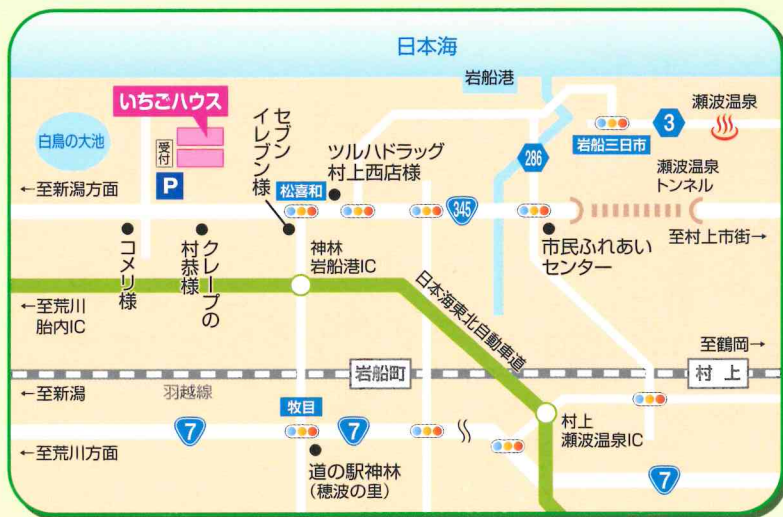 日本海
岩船港
瀬波温泉
3
岩船三日市
286
いちごハウス
受付
P
白鳥の大池
セブン
イレブン様
ツルハドラッグ
村上西店様
瀬波温泉
トンネル
←至新潟方面
松喜和
345
至村上市街→
コメリ様
クレープの
村恭様
神林
岩船港IC
市民ふれあい
センター
←至荒川
胎内IC
日本海東北自動車道
至鶴岡→
岩船町
村上
←至新潟
羽越線
牧目
7
7
←至荒川方面
村上
瀬波温泉IC
道の駅神林
(穂波の里)
7